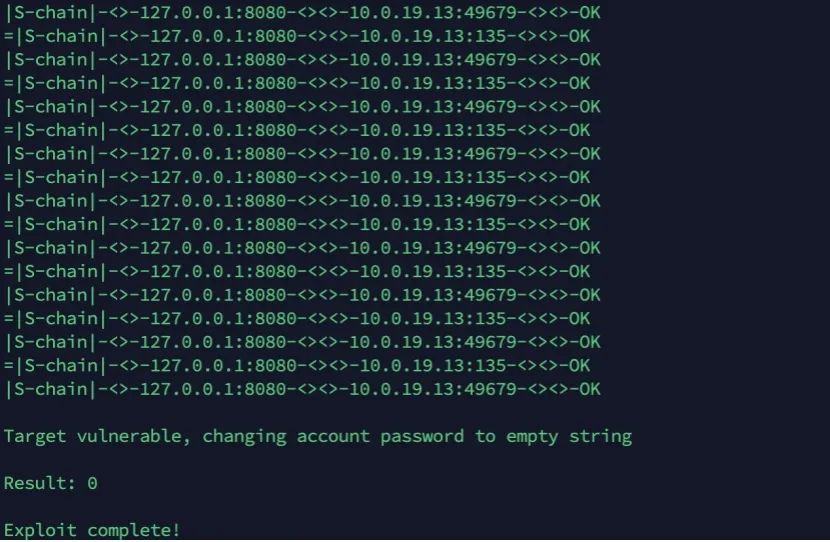 |S-chain|-<>-127.0.0.1:8080-<><>-10.0.19.13:49679-<><>-OK
=|S-chain|-<>-127.0.0.1:8080-<><>-10.0.19.13:135-<><>-OK
|S-chain|-<>-127.0.0.1:8080-<><>-10.0.19.13:49679-<><>-OK
=|S-chain|-<>-127.0.0.1:8080-<><>-10.0.19.13:135-<><>-OK
|S-chain|-<>-127.0.0.1:8080-<><>-10.0.19.13:49679-<><>-OK
=|S-chain|-<>-127.0.0.1:8080-<><>-10.0.19.13:135-<><>-OK
|S-chain|-<>-127.0.0.1:8080-<><>-10.0.19.13:49679-<><>-OK
=|S-chain|-<>-127.0.0.1:8080-<><>-10.0.19.13:135-<><>-OK
|S-chain|-<>-127.0.0.1:8080-<><>-10.0.19.13:49679-<><>-OK
=|S-chain|-<>-127.0.0.1:8080-<><>-10.0.19.13:135-<><>-OK
|S-chain|-<>-127.0.0.1:8080-<><>-10.0.19.13:49679-<><>-OK
=|S-chain|-<>-127.0.0.1:8080-<><>-10.0.19.13:135-<><>-OK
|S-chain|-<>-127.0.0.1:8080-<><>-10.0.19.13:49679-<><>-OK
=|S-chain|-<>-127.0.0.1:8080-<><>-10.0.19.13:135-<><>-OK
|S-chain|-<>-127.0.0.1:8080-<><>-10.0.19.13:49679-<><>-OK
=|S-chain|-<>-127.0.0.1:8080-<><>-10.0.19.13:135-<><>-OK
|S-chain|-<>-127.0.0.1:8080-<><>-10.0.19.13:49679-<><>-OK
Target vulnerable, changing account password to empty string
Result: 0
Exploit complete!